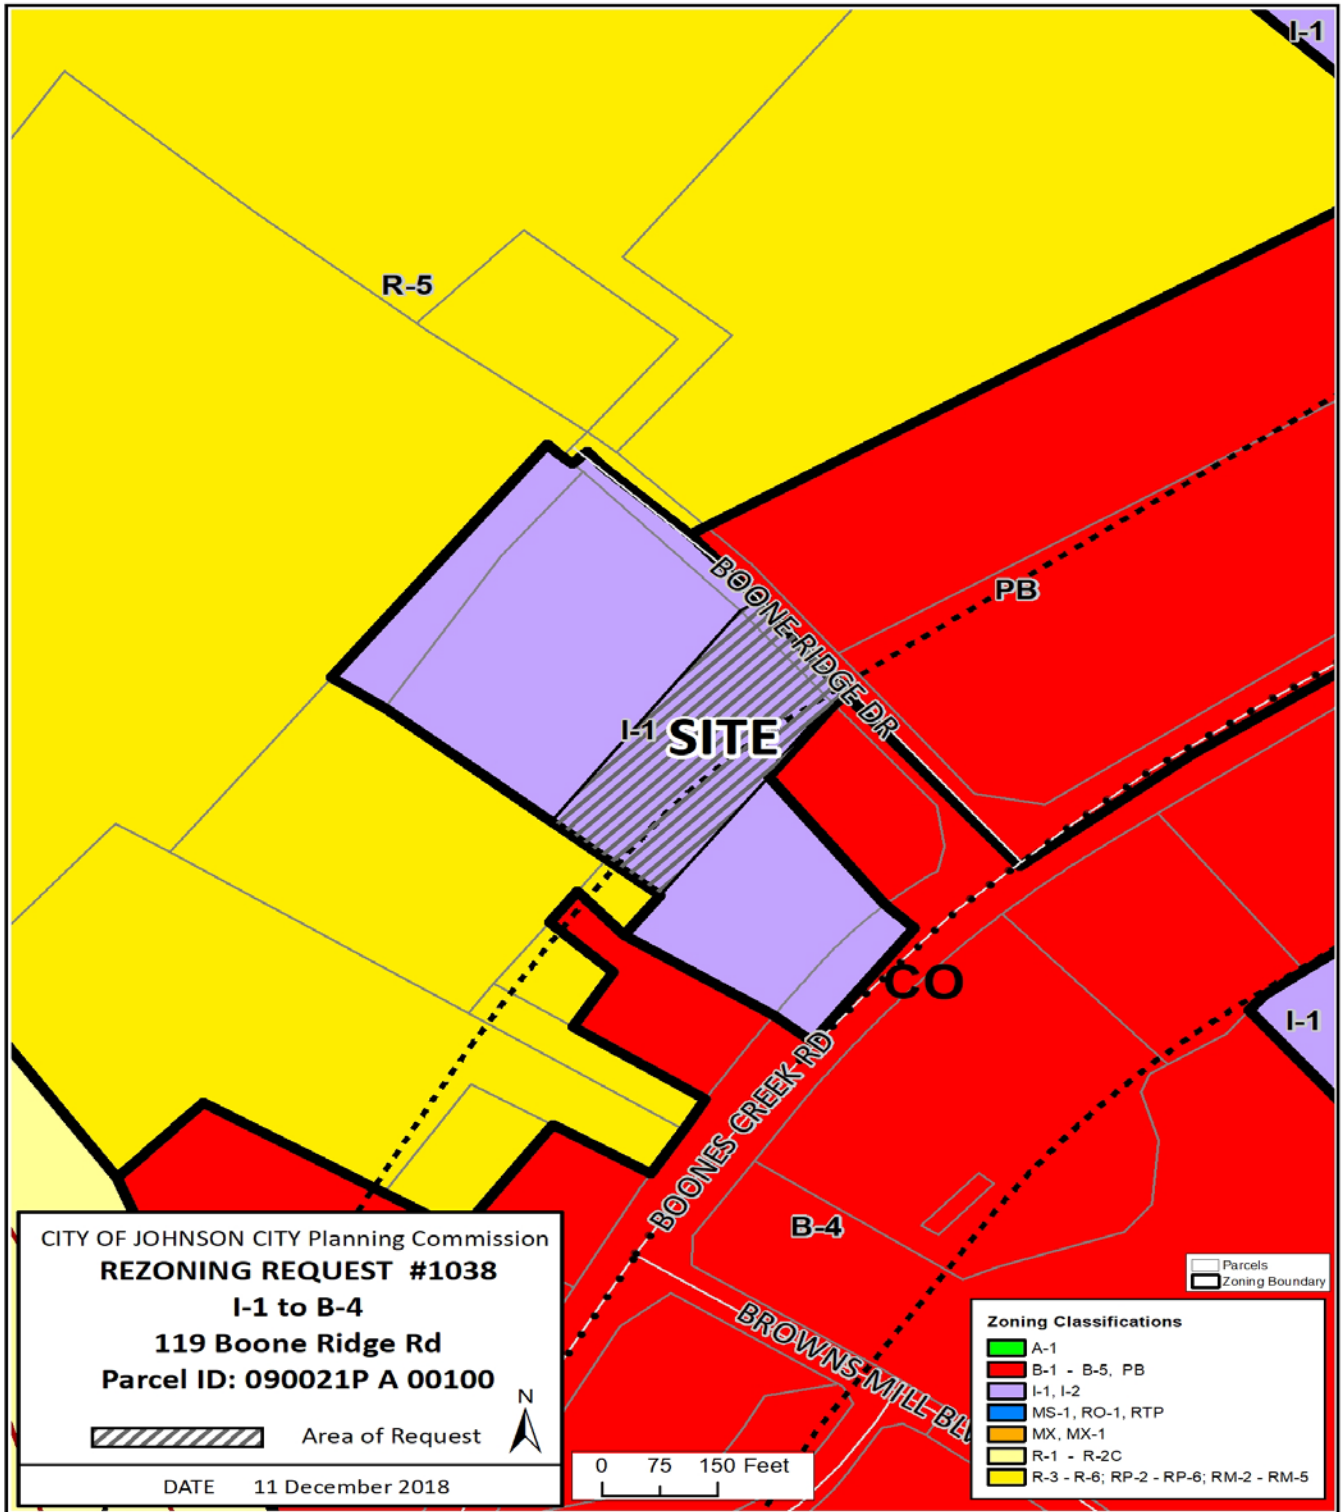 I-1
R-5
PB
BOONE RIDGE DR
I-1
SITE
CO
I-1
BOONES CREEK RD
B-4
BROWNS MILL BLV
CITY OF JOHNSON CITY Planning Commission
REZONING REQUEST #1038
I-1 to B-4
119 Boone Ridge Rd
Parcel ID: 090021P A 00100
N
Area of Request
DATE 11 December 2018
0 75 150 Feet
Parcels
Zoning Boundary
Zoning Classifications
A-1
B-1 - B-5, PB
I-1, I-2
MS-1, RO-1, RTP
MX, MX-1
R-1 - R-2C
R-3 - R-6; RP-2 - RP-6; RM-2 - RM-5